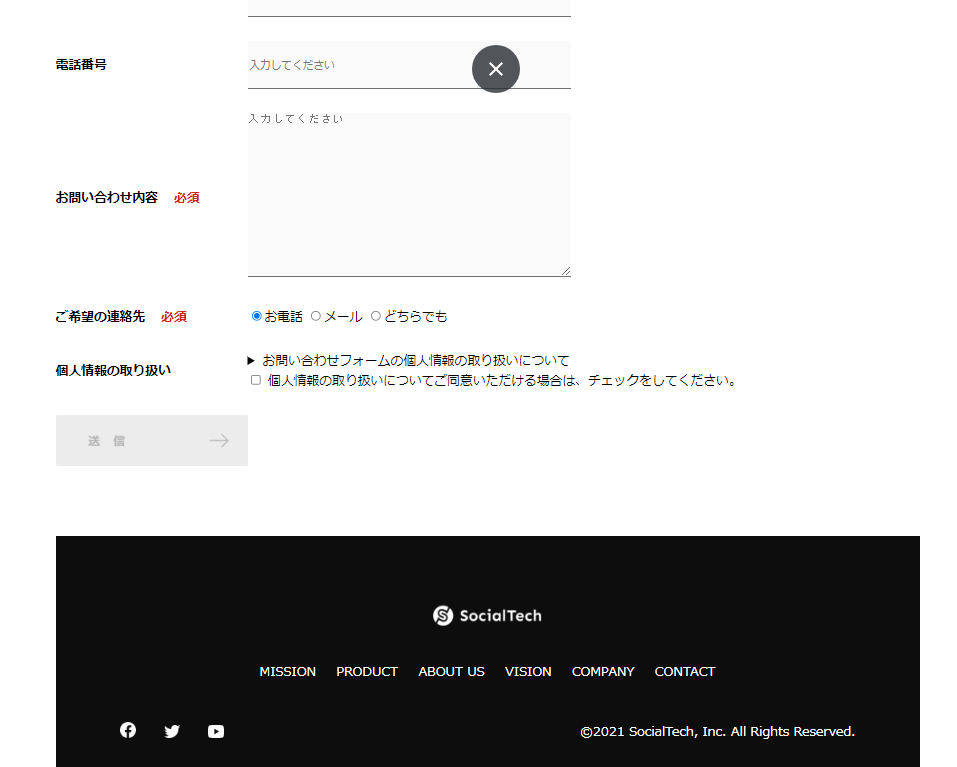 電話番号
入力してください
入力してください
お問い合わせ内容 必須
ご希望の連絡先 必須
お電話 メール どちらでも
個人情報の取り扱い
お問い合わせフォームの個人情報の取り扱いについて
個人情報の取り扱いについてご同意いただける場合は、チェックをしてください。
送 信
SocialTech
MISSION PRODUCT ABOUT US VISION COMPANY CONTACT
©2021 SocialTech, Inc. All Rights Reserved.